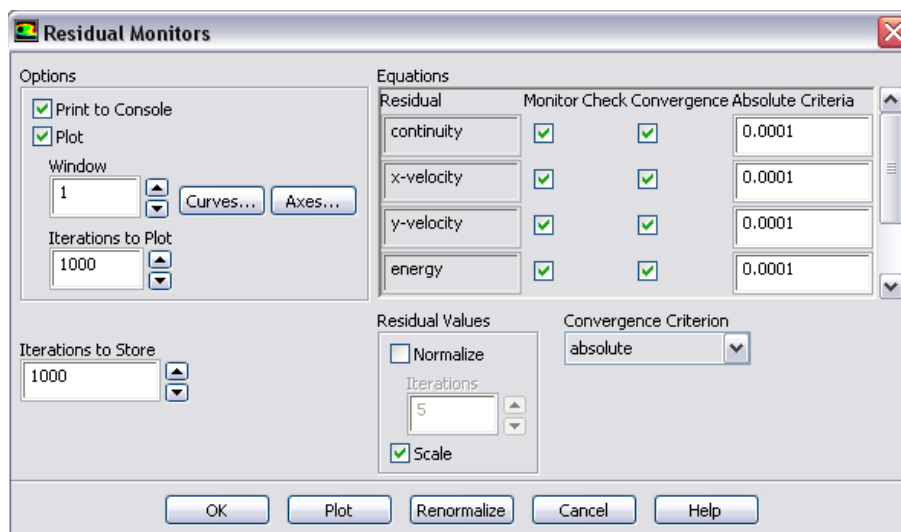 Residual Monitors
Options
Print to Console
Plot
Window
1
Curves...
Axes...
Iterations to Plot
1000
Iterations to Store
1000
Equations
Residual Monitor Check Convergence Absolute Criteria
continuity 0.0001
x-velocity 0.0001
y-velocity 0.0001
energy 0.0001
Residual Values
Normalize
Iterations
5
Scale
Convergence Criterion
absolute
OK Plot Renormalize Cancel Help